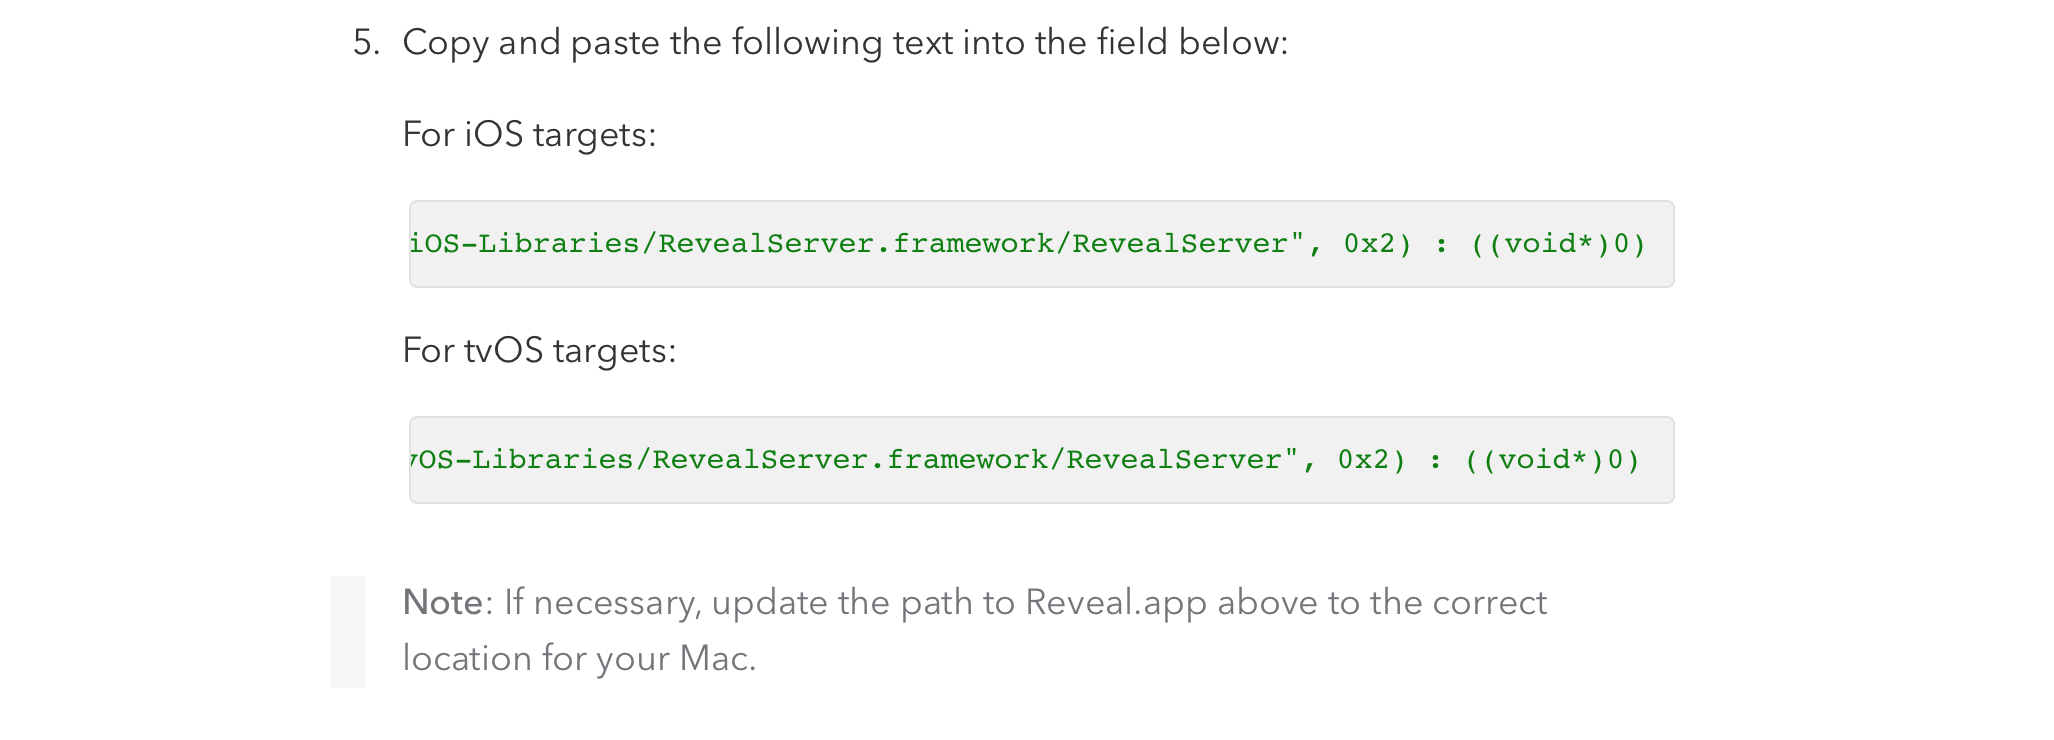 5. Copy and paste the following text into the field below:
For iOS targets:
iOS-Libraries/RevealServer.framework/RevealServer", 0x2) : ((void*)0)
For tvOS targets:
vOS-Libraries/RevealServer.framework/RevealServer", 0x2) : ((void*)0)
Note: If necessary, update the path to Reveal.app above to the correct
location for your Mac.